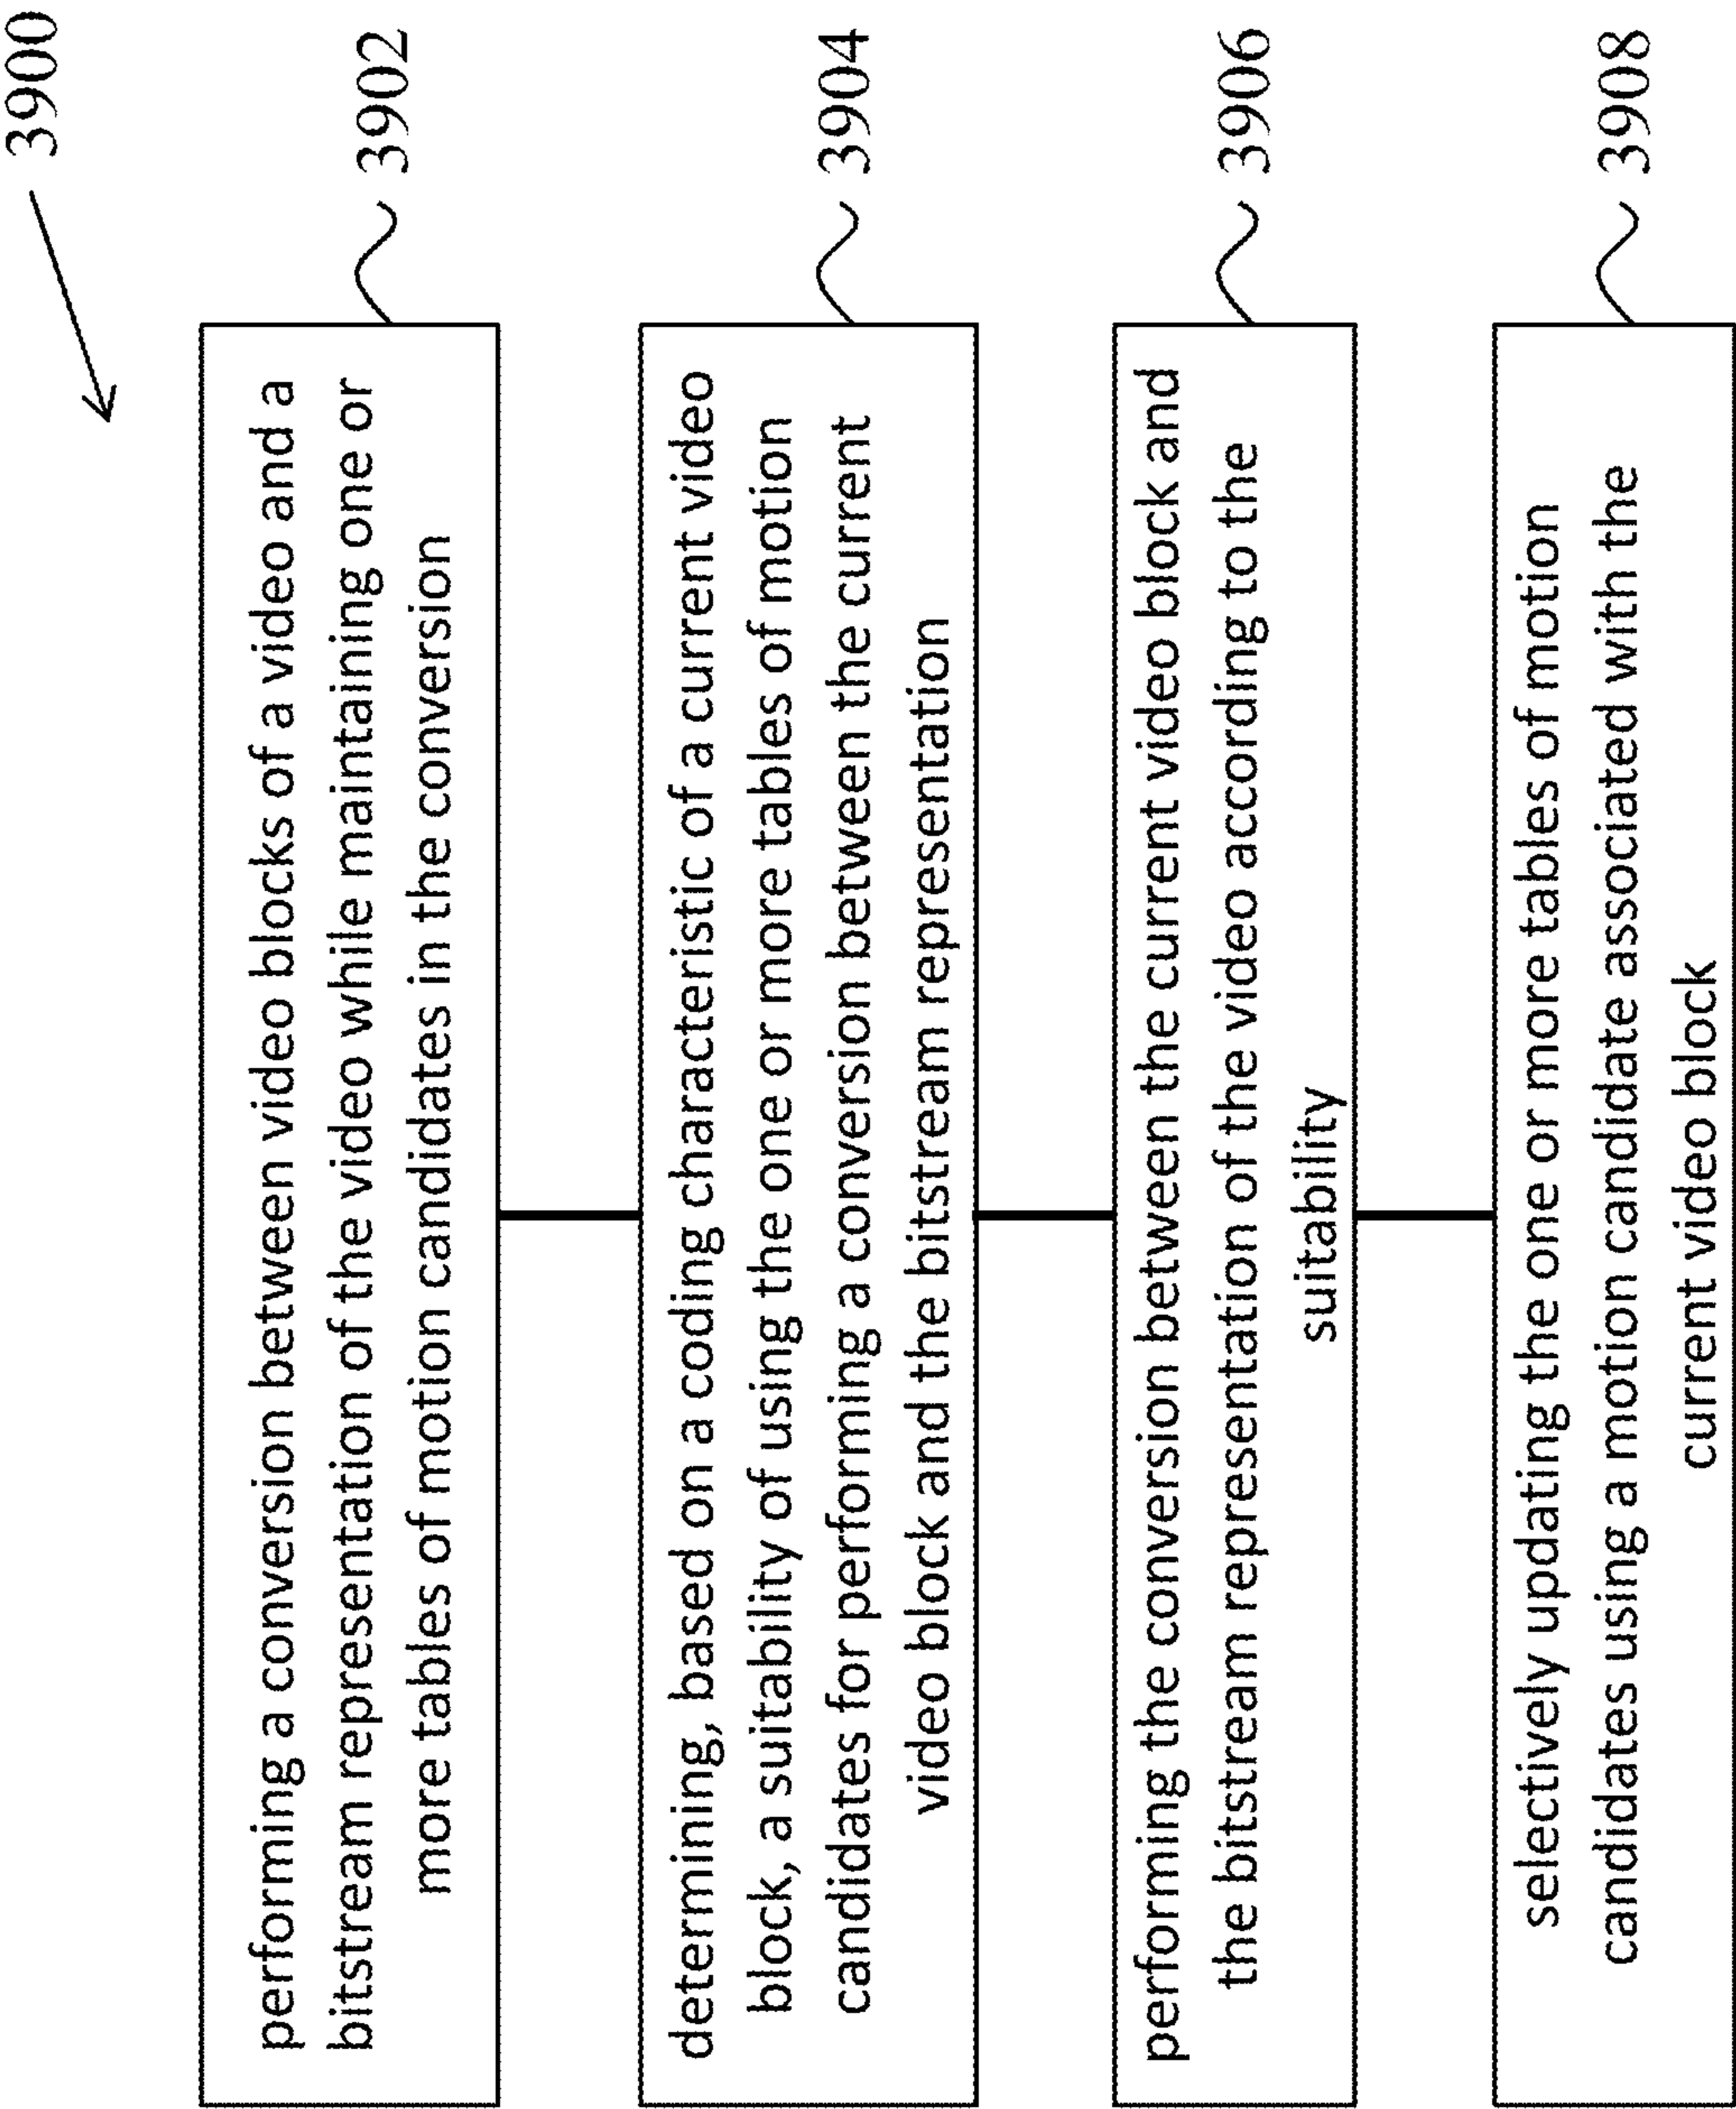 3900
performing a conversion between video blocks of a video and a
bitstream representation of the video while maintaining one or
more tables of motion candidates in the conversion
3902
determining, based on a coding characteristic of a current video
block, a suitability of using the one or more tables of motion
candidates for performing a conversion between the current
video block and the bitstream representation
3904
performing the conversion between the current video block and
the bitstream representation of the video according to the
suitability
3906
selectively updating the one or more tables of motion
candidates using a motion candidate associated with the
current video block
3908